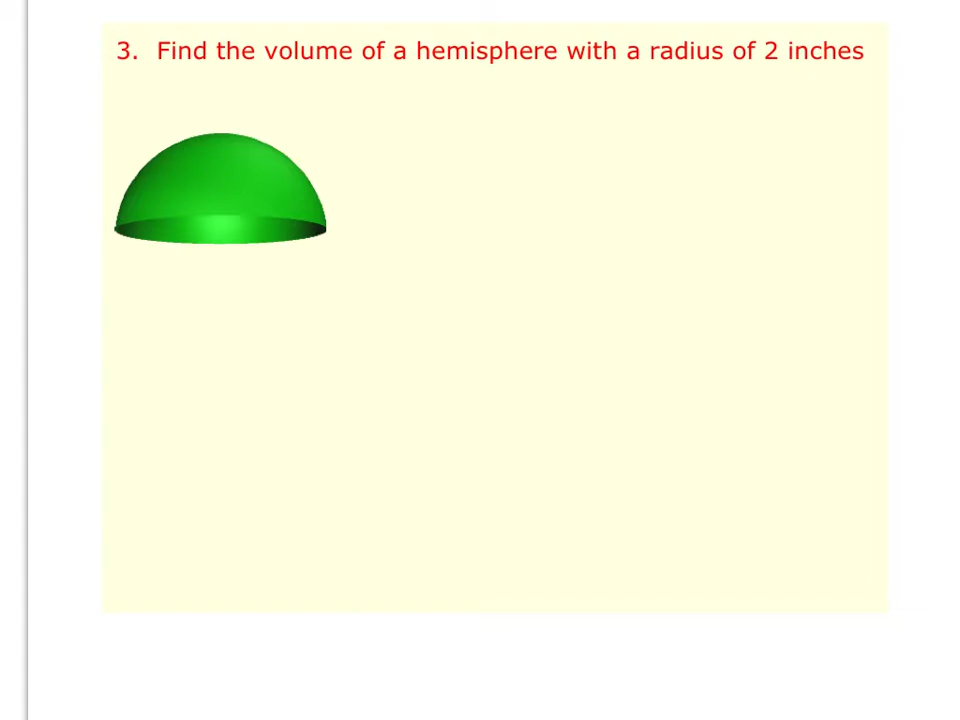 3. Find the volume of a hemisphere with a radius of 2 inches